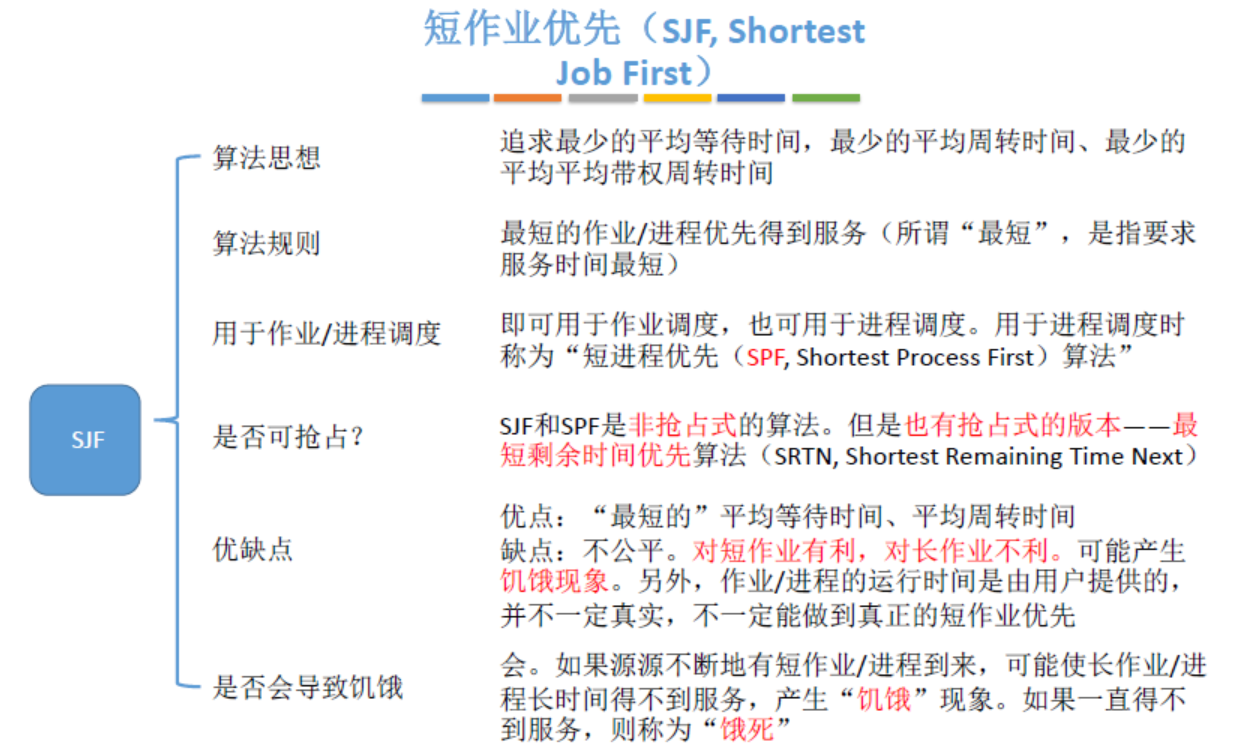 短作业优先（SJF, Shortest
Job First）
算法思想
追求最少的平均等待时间，最少的平均周转时间、最少的
平均平均带权周转时间
算法规则
最短的作业/进程优先得到服务（所谓“最短”，是指要求
服务时间最短）
用于作业/进程调度
即可用于作业调度，也可用于进程调度。用于进程调度时
称为“短进程优先（SPF, Shortest Process First）算法”
SJF
是否可抢占？
SJF和SPF是非抢占式的算法。但是也有抢占式的版本——最
短剩余时间优先算法（SRTN, Shortest Remaining Time Next）
优缺点
优点：“最短的”平均等待时间、平均周转时间
缺点：不公平。对短作业有利，对长作业不利。可能产生
饥饿现象。另外，作业/进程的运行时间是由用户提供的，
并不一定真实，不一定能做到真正的短作业优先
是否会导致饥饿
会。如果源源不断地有短作业/进程到来，可能使长作业/进
程长时间得不到服务，产生“饥饿”现象。如果一直得不
到服务，则称为“饿死”